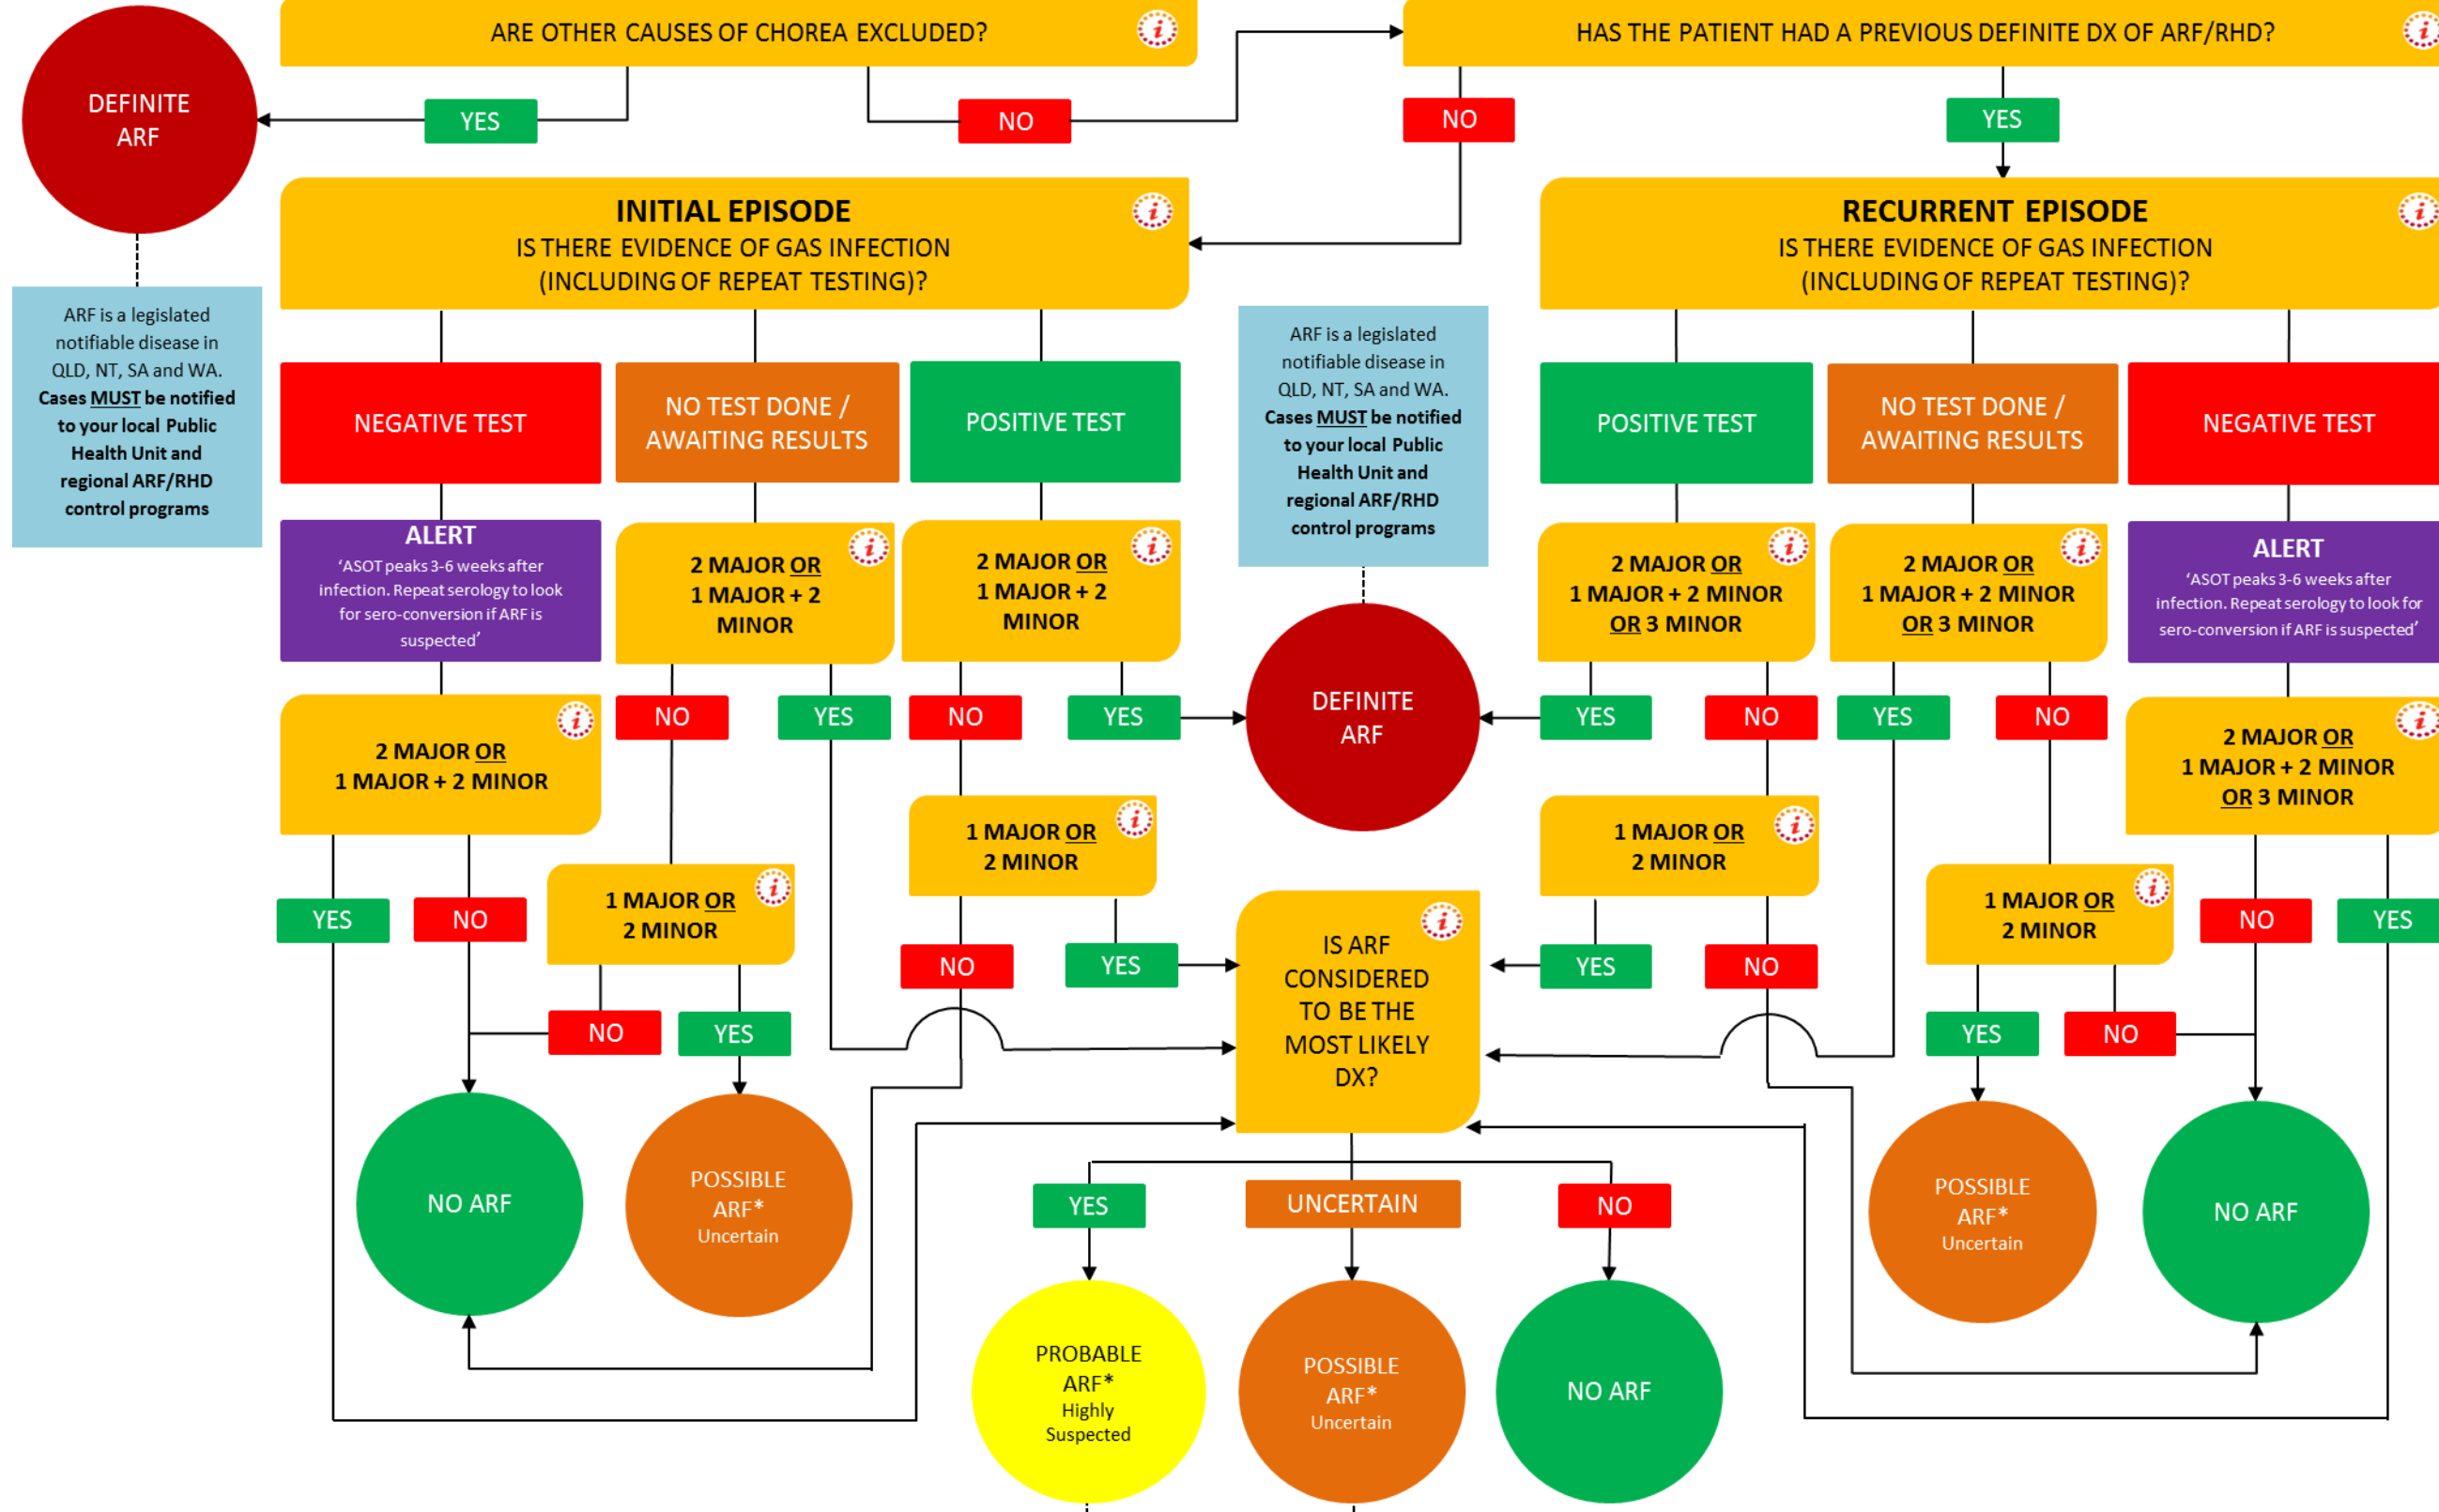 ARE OTHER CAUSES OF CHOREA EXCLUDED?
HAS THE PATIENT HAD A PREVIOUS DEFINITE DX OF ARF/RHD?
DEFINITE
ARF
YES
NO
NO
YES
INITIAL EPISODE
IS THERE EVIDENCE OF GAS INFECTION
(INCLUDING OF REPEAT TESTING)?
RECURRENT EPISODE
IS THERE EVIDENCE OF GAS INFECTION
(INCLUDING OF REPEAT TESTING)?
ARF is a legislated
notifiable disease in
QLD, NT, SA and WA.
Cases MUST be notified
to your local Public
Health Unit and
regional ARF/RHD
control programs
ARF is a legislated
notifiable disease in
QLD, NT, SA and WA.
Cases MUST be notified
to your local Public
Health Unit and
regional ARF/RHD
control programs
NEGATIVE TEST
NO TEST DONE /
AWAITING RESULTS
POSITIVE TEST
POSITIVE TEST
NO TEST DONE /
AWAITING RESULTS
NEGATIVE TEST
ALERT
‘ASOT peaks 3-6 weeks after
infection. Repeat serology to look
for sero-conversion if ARF is
suspected’
2 MAJOR OR
1 MAJOR + 2
MINOR
2 MAJOR OR
1 MAJOR + 2
MINOR
2 MAJOR OR
1 MAJOR + 2 MINOR
OR 3 MINOR
2 MAJOR OR
1 MAJOR + 2 MINOR
OR 3 MINOR
ALERT
‘ASOT peaks 3-6 weeks after
infection. Repeat serology to look for
sero-conversion if ARF is suspected’
NO
YES
NO
YES
DEFINITE
ARF
YES
NO
YES
NO
2 MAJOR OR
1 MAJOR + 2 MINOR
2 MAJOR OR
1 MAJOR + 2 MINOR
OR 3 MINOR
1 MAJOR OR
2 MINOR
1 MAJOR OR
2 MINOR
YES
NO
1 MAJOR OR
2 MINOR
1 MAJOR OR
2 MINOR
NO
YES
NO
YES
IS ARF
CONSIDERED
TO BE THE
MOST LIKELY
DX?
YES
NO
NO
YES
YES
NO
NO ARF
POSSIBLE
ARF*
Uncertain
YES
UNCERTAIN
NO
POSSIBLE
ARF*
Uncertain
NO ARF
PROBABLE
ARF*
Highly
Suspected
POSSIBLE
ARF*
Uncertain
NO ARF